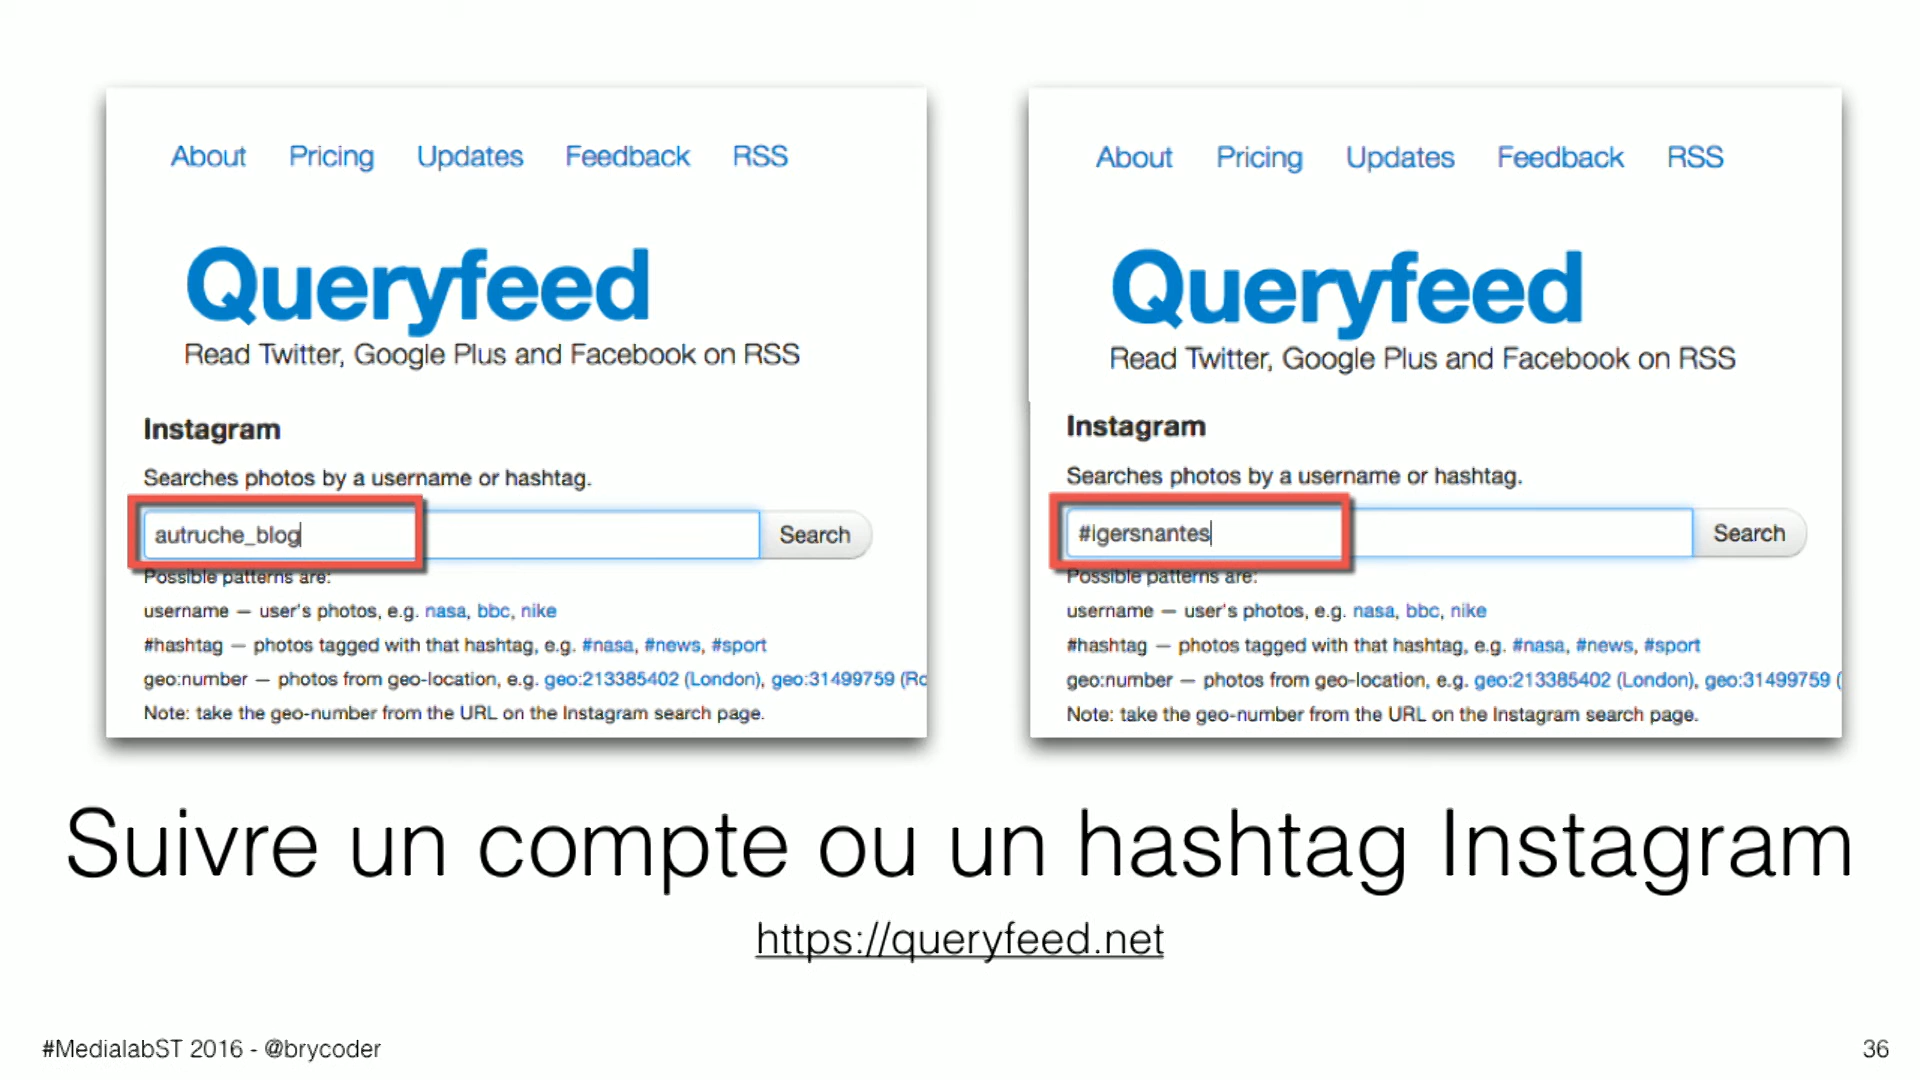 About Pricing Updates Feedback RSS
Queryfeed
Read Twitter, Google Plus and Facebook on RSS
Instagram
Searches photos by a username or hashtag.
autruche_blog Search
Possible patterns are:
username — user's photos, e.g. nasa, bbc, nike
#hashtag — photos tagged with that hashtag, e.g. #nasa, #news, #sport
geo:number — photos from geo-location, e.g. geo:213385402 (London), geo:31499759 (Ro
Note: take the geo-number from the URL on the Instagram search page.
About Pricing Updates Feedback RSS
Queryfeed
Read Twitter, Google Plus and Facebook on RSS
Instagram
Searches photos by a username or hashtag.
#igersnantes Search
Possible patterns are:
username — user's photos, e.g. nasa, bbc, nike
#hashtag — photos tagged with that hashtag, e.g. #nasa, #news, #sport
geo:number — photos from geo-location, e.g. geo:213385402 (London), geo:31499759 (
Note: take the geo-number from the URL on the Instagram search page.
Suivre un compte ou un hashtag Instagram
https://queryfeed.net
#MedialabST 2016 - @brycoder
36